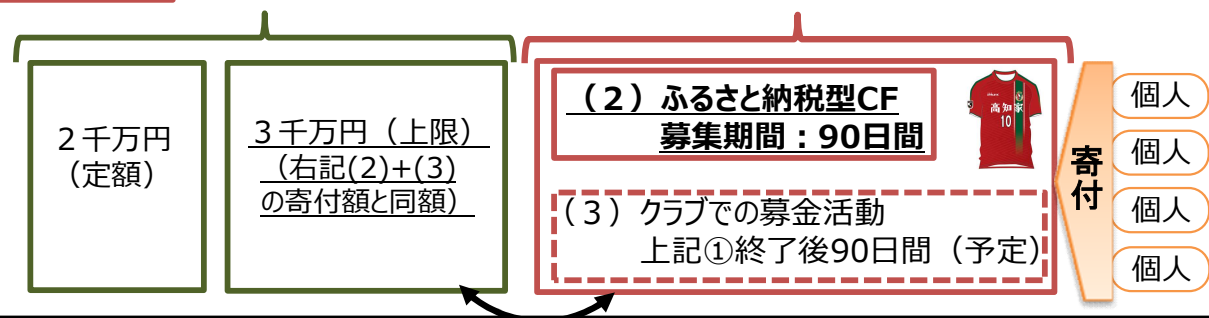 ２千万円
（定額）
３千万円（上限）
（右記(2)+(3)
の寄付額と同額）
（２）ふるさと納税型CF
募集期間：90日間
高知家
10
（３）クラブでの募金活動
上記①終了後90日間（予定）
寄付
個人
個人
個人
個人